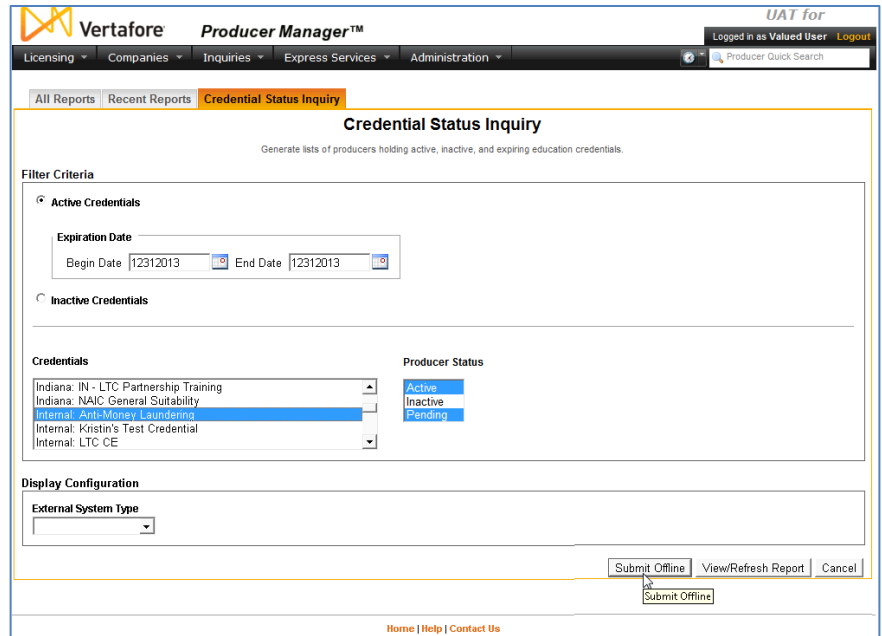 UAT for
Vertafore Producer Manager™
Logged in as Valued User Logout
Licensing Companies Inquiries Express Services Administration Producer Quick Search
All Reports Recent Reports Credential Status Inquiry
Credential Status Inquiry
Generate lists of producers holding active, inactive, and expiring education credentials.
Filter Criteria
Active Credentials
Expiration Date
Begin Date 12312013 End Date 12312013
Inactive Credentials
Credentials Producer Status
Indiana: IN - LTC Partnership Training Active
Indiana: NAIC General Suitability Inactive
Internal: Anti-Money Laundering Pending
Internal: Kristin's Test Credential
Internal: LTC CE
Display Configuration
External System Type
Submit Offline View/Refresh Report Cancel
Submit Offline
Home | Help | Contact Us